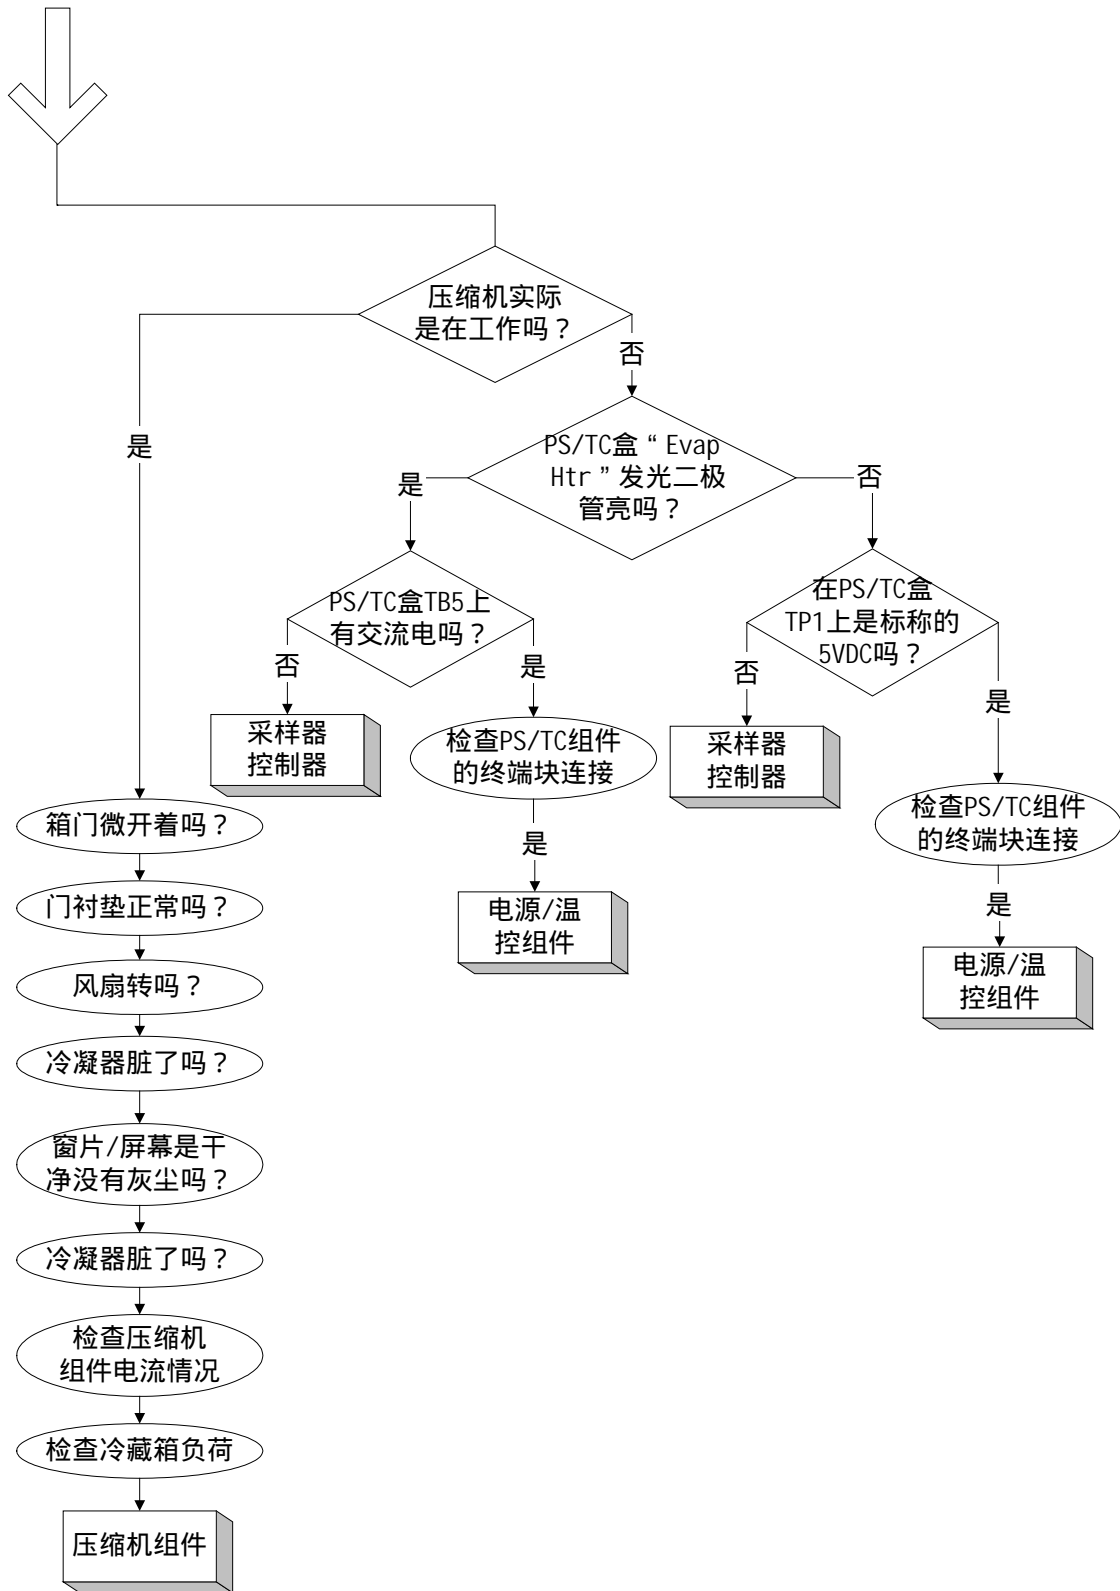 压缩机实际
是在工作吗？
是
否
PS/TC盒“Evap
Htr”发光二极
管亮吗？
是
否
PS/TC盒TB5上
有交流电吗？
在PS/TC盒
TP1上是标称的
5VDC吗？
否
是
否
是
采样器
控制器
检查PS/TC组件
的终端块连接
采样器
控制器
检查PS/TC组件
的终端块连接
是
是
电源/温
控组件
电源/温
控组件
箱门微开着吗？
门衬垫正常吗？
风扇转吗？
冷凝器脏了吗？
窗片/屏幕是干
净没有灰尘吗？
冷凝器脏了吗？
检查压缩机
组件电流情况
检查冷藏箱负荷
压缩机组件